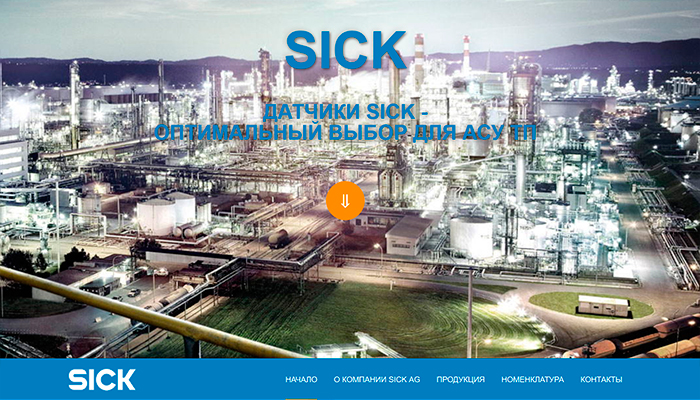 SICK
ДАТЧИКИ SICK -
ОПТИМАЛЬНЫЙ ВЫБОР ДЛЯ АСУ ТП
SICK
НАЧАЛО О КОМПАНИИ SICK AG ПРОДУКЦИЯ НОМЕНКЛАТУРА КОНТАКТЫ